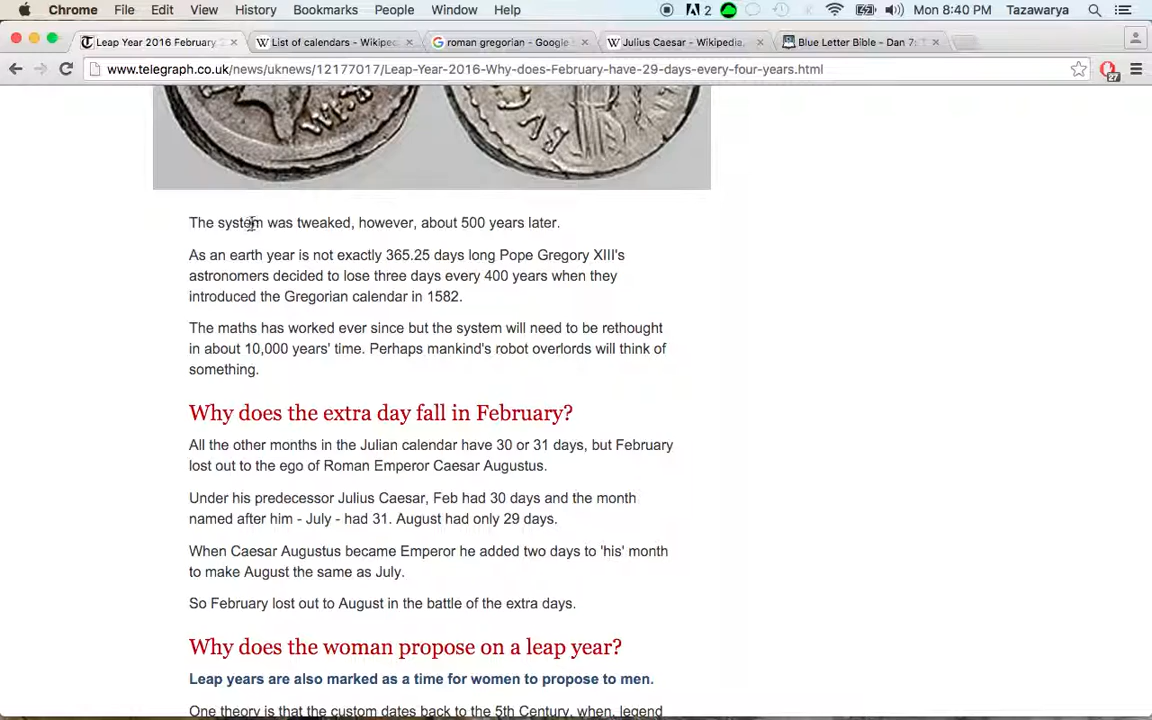 Chrome File Edit View History Bookmarks People Window Help 2 Mon 8:40 PM Tazawarya
Leap Year 2016 February × List of calendars - Wikiped × roman gregorian - Google × Julius Caesar - Wikipedia, × Blue Letter Bible - Dan 7: ×
www.telegraph.co.uk/news/uknews/12177017/Leap-Year-2016-Why-does-February-have-29-days-every-four-years.html 27
The system was tweaked, however, about 500 years later.
As an earth year is not exactly 365.25 days long Pope Gregory XIII's
astronomers decided to lose three days every 400 years when they
introduced the Gregorian calendar in 1582.
The maths has worked ever since but the system will need to be rethought
in about 10,000 years' time. Perhaps mankind's robot overlords will think of
something.
Why does the extra day fall in February?
All the other months in the Julian calendar have 30 or 31 days, but February
lost out to the ego of Roman Emperor Caesar Augustus.
Under his predecessor Julius Caesar, Feb had 30 days and the month
named after him - July - had 31. August had only 29 days.
When Caesar Augustus became Emperor he added two days to 'his' month
to make August the same as July.
So February lost out to August in the battle of the extra days.
Why does the woman propose on a leap year?
Leap years are also marked as a time for women to propose to men.
One theory is that the custom dates back to the 5th Century, when, legend